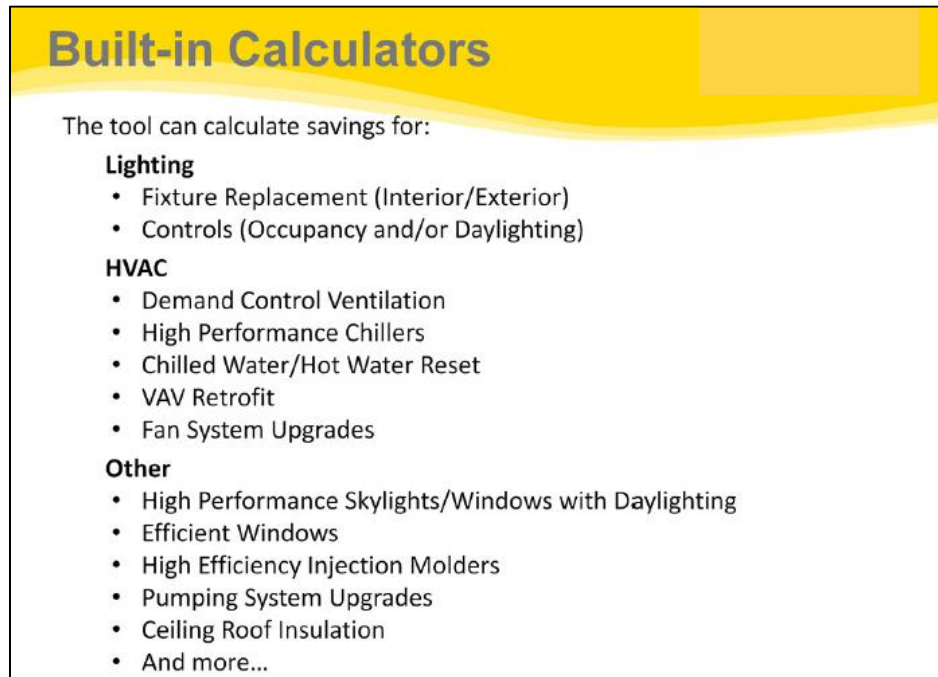 Built-in Calculators
The tool can calculate savings for:
Lighting
• Fixture Replacement (Interior/Exterior)
• Controls (Occupancy and/or Daylighting)
HVAC
• Demand Control Ventilation
• High Performance Chillers
• Chilled Water/Hot Water Reset
• VAV Retrofit
• Fan System Upgrades
Other
• High Performance Skylights/Windows with Daylighting
• Efficient Windows
• High Efficiency Injection Molders
• Pumping System Upgrades
• Ceiling Roof Insulation
• And more...